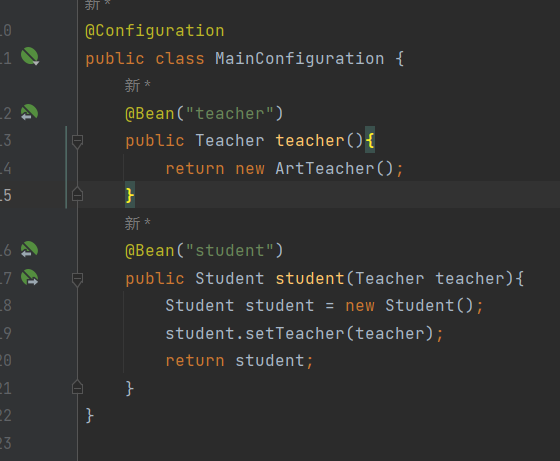 新 *
10 @Configuration
11 public class MainConfiguration {
新 *
12 @Bean("teacher")
13 public Teacher teacher(){
14 return new ArtTeacher();
15 }
新 *
16 @Bean("student")
17 public Student student(Teacher teacher){
18 Student student = new Student();
19 student.setTeacher(teacher);
20 return student;
21 }
22 }
23